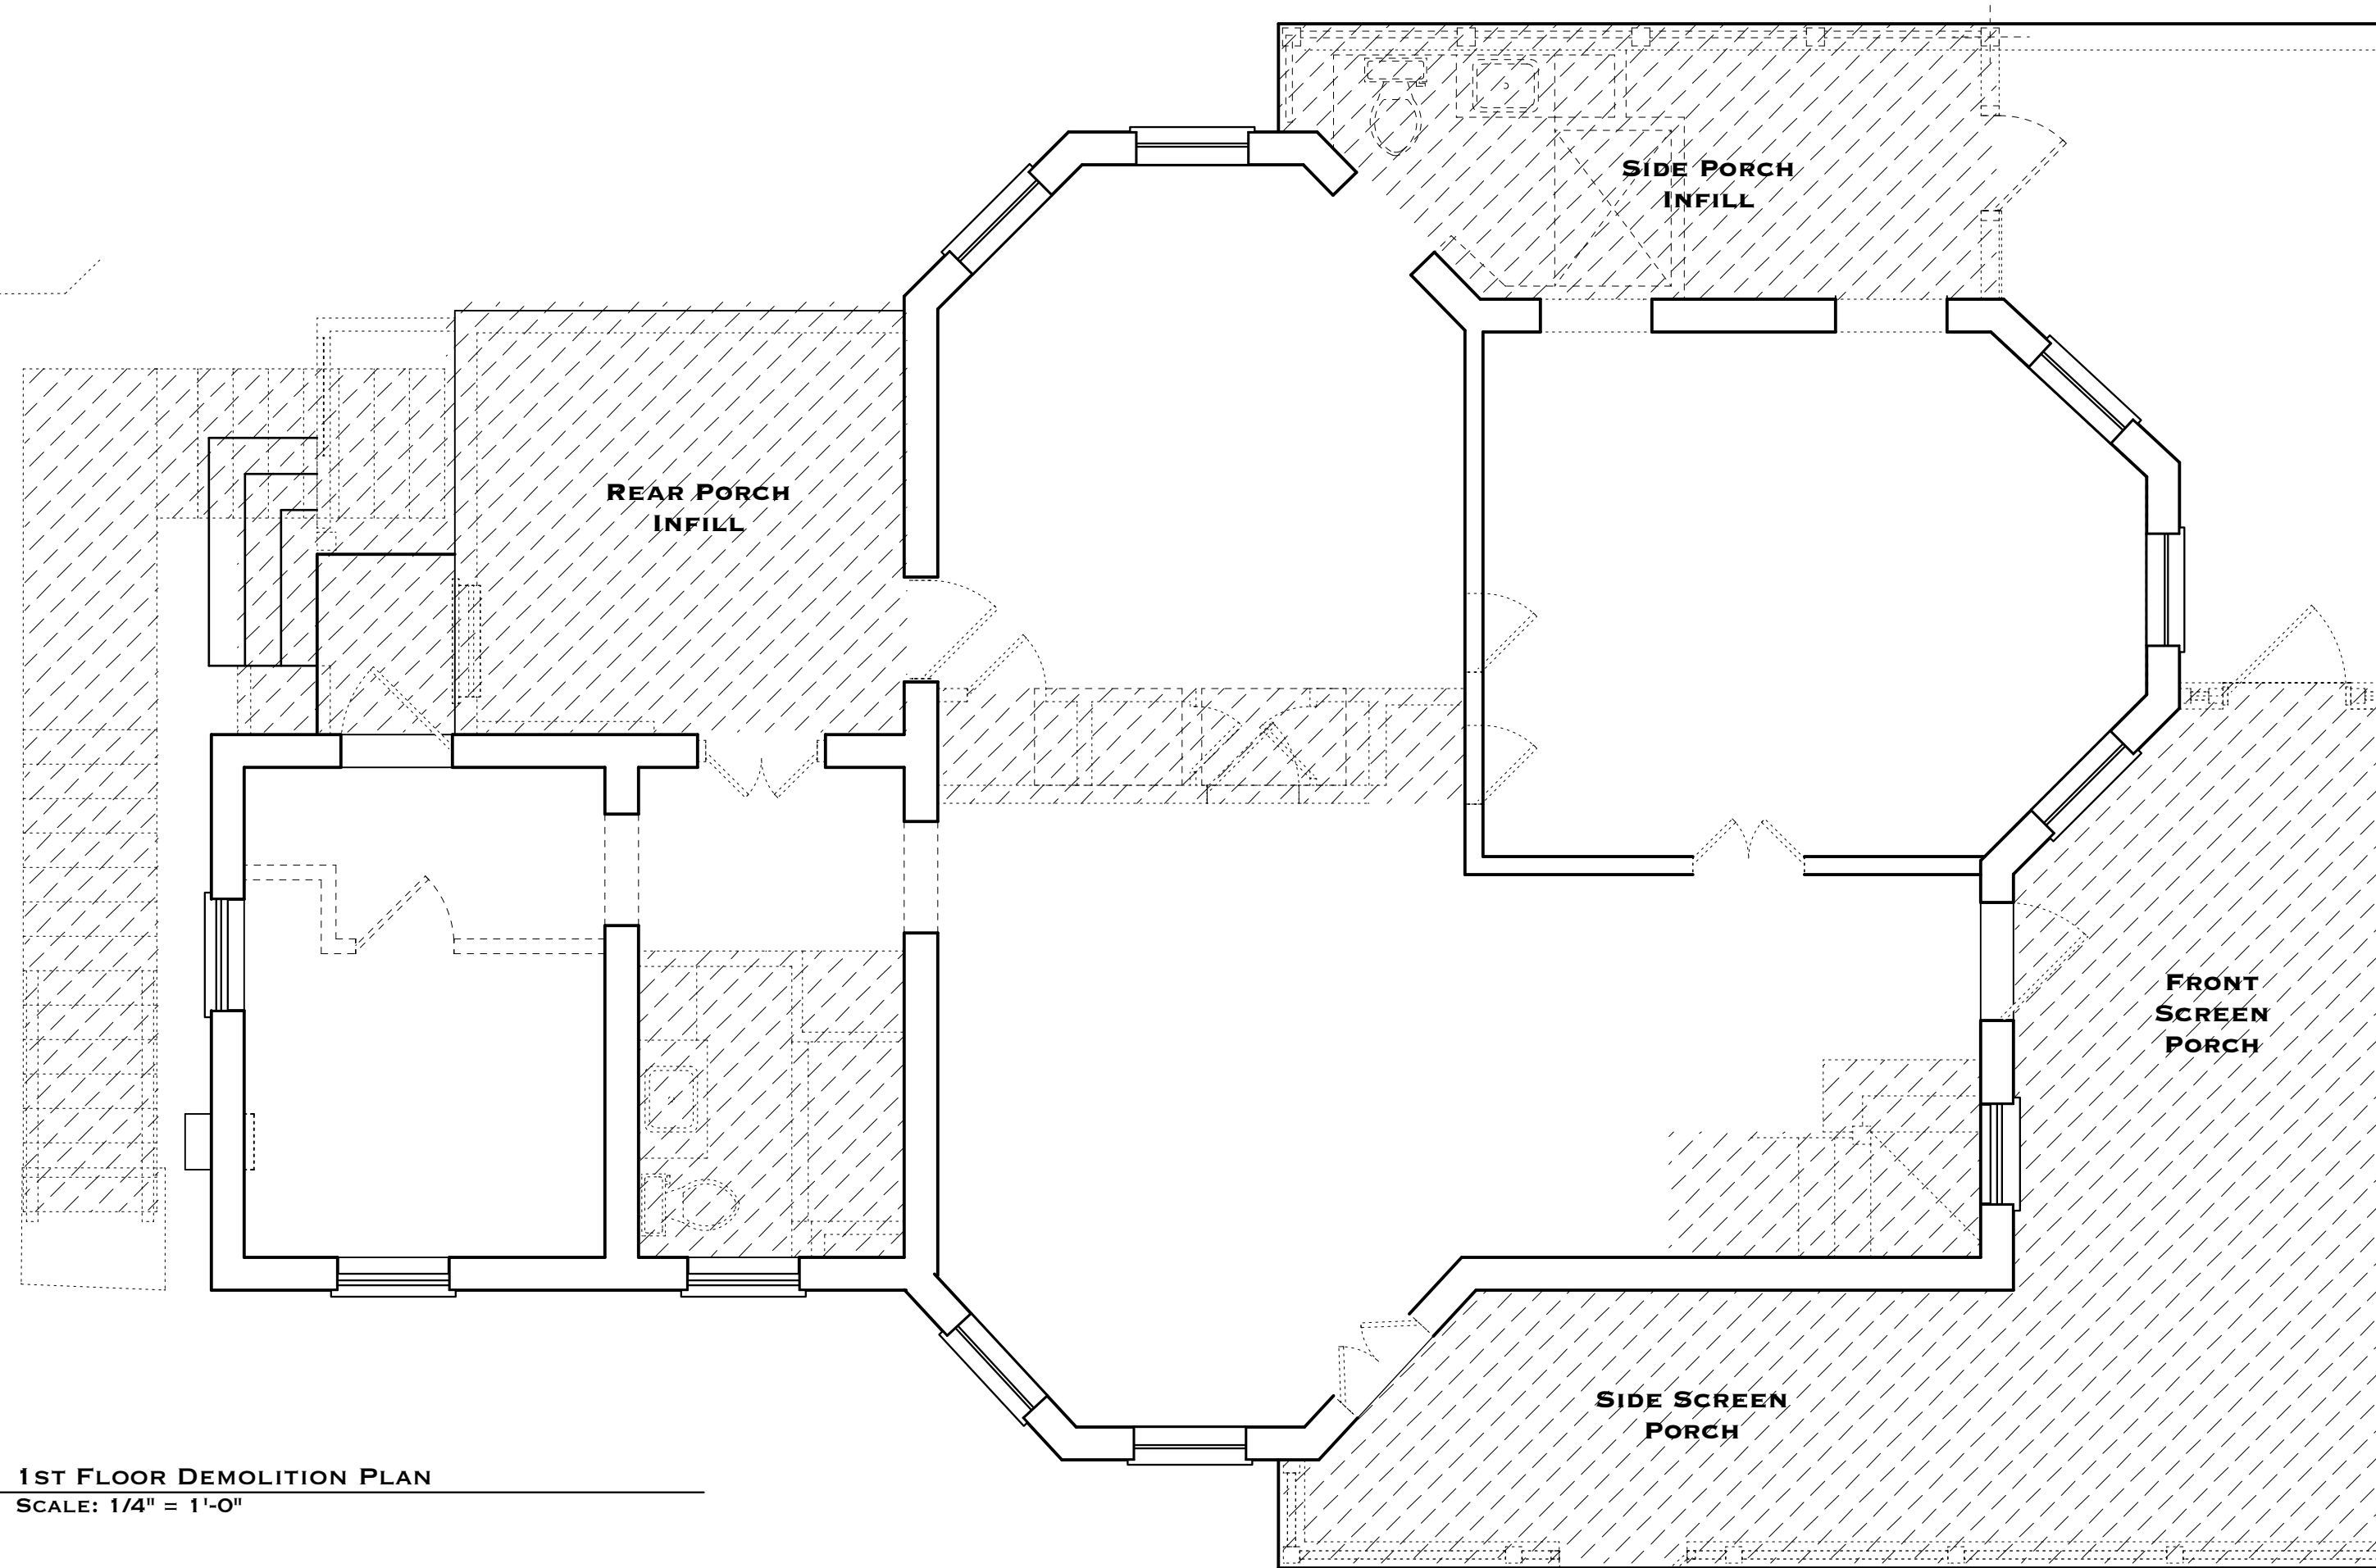 Side Porch
Infill
Rear Porch
Infill
Front
Screen
Porch
Side Screen
Porch
1st Floor Demolition Plan
Scale: 1/4" = 1'-0"